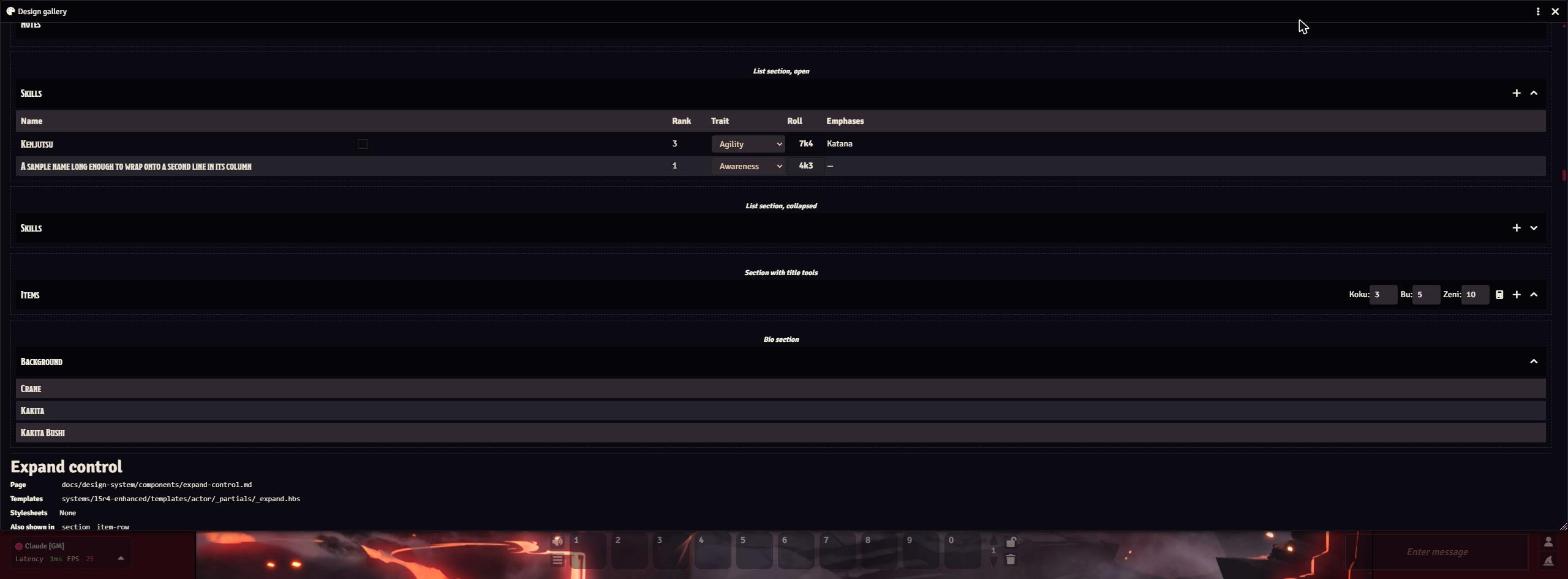 Design gallery
NOTES
List section, open
SKILLS
Name Rank Trait Roll Emphases
KENJUTSU 3 Agility 7k4 Katana
A SAMPLE NAME LONG ENOUGH TO WRAP ONTO A SECOND LINE IN ITS COLUMN 1 Awareness 4k3 —
List section, collapsed
SKILLS
Section with title tools
ITEMS Koku: 3 Bu: 5 Zeni: 10
Bio section
BACKGROUND
CRANE
KAKITA
KAKITA BUSHI
Expand control
Page docs/design-system/components/expand-control.md
Templates systems/l5r4-enhanced/templates/actor/_partials/_expand.hbs
Stylesheets None
Also shown in section item-row
Claude [GM]
Latency 1ms FPS 25
1 2 3 4 5 6 7 8 9 0
1
Enter message